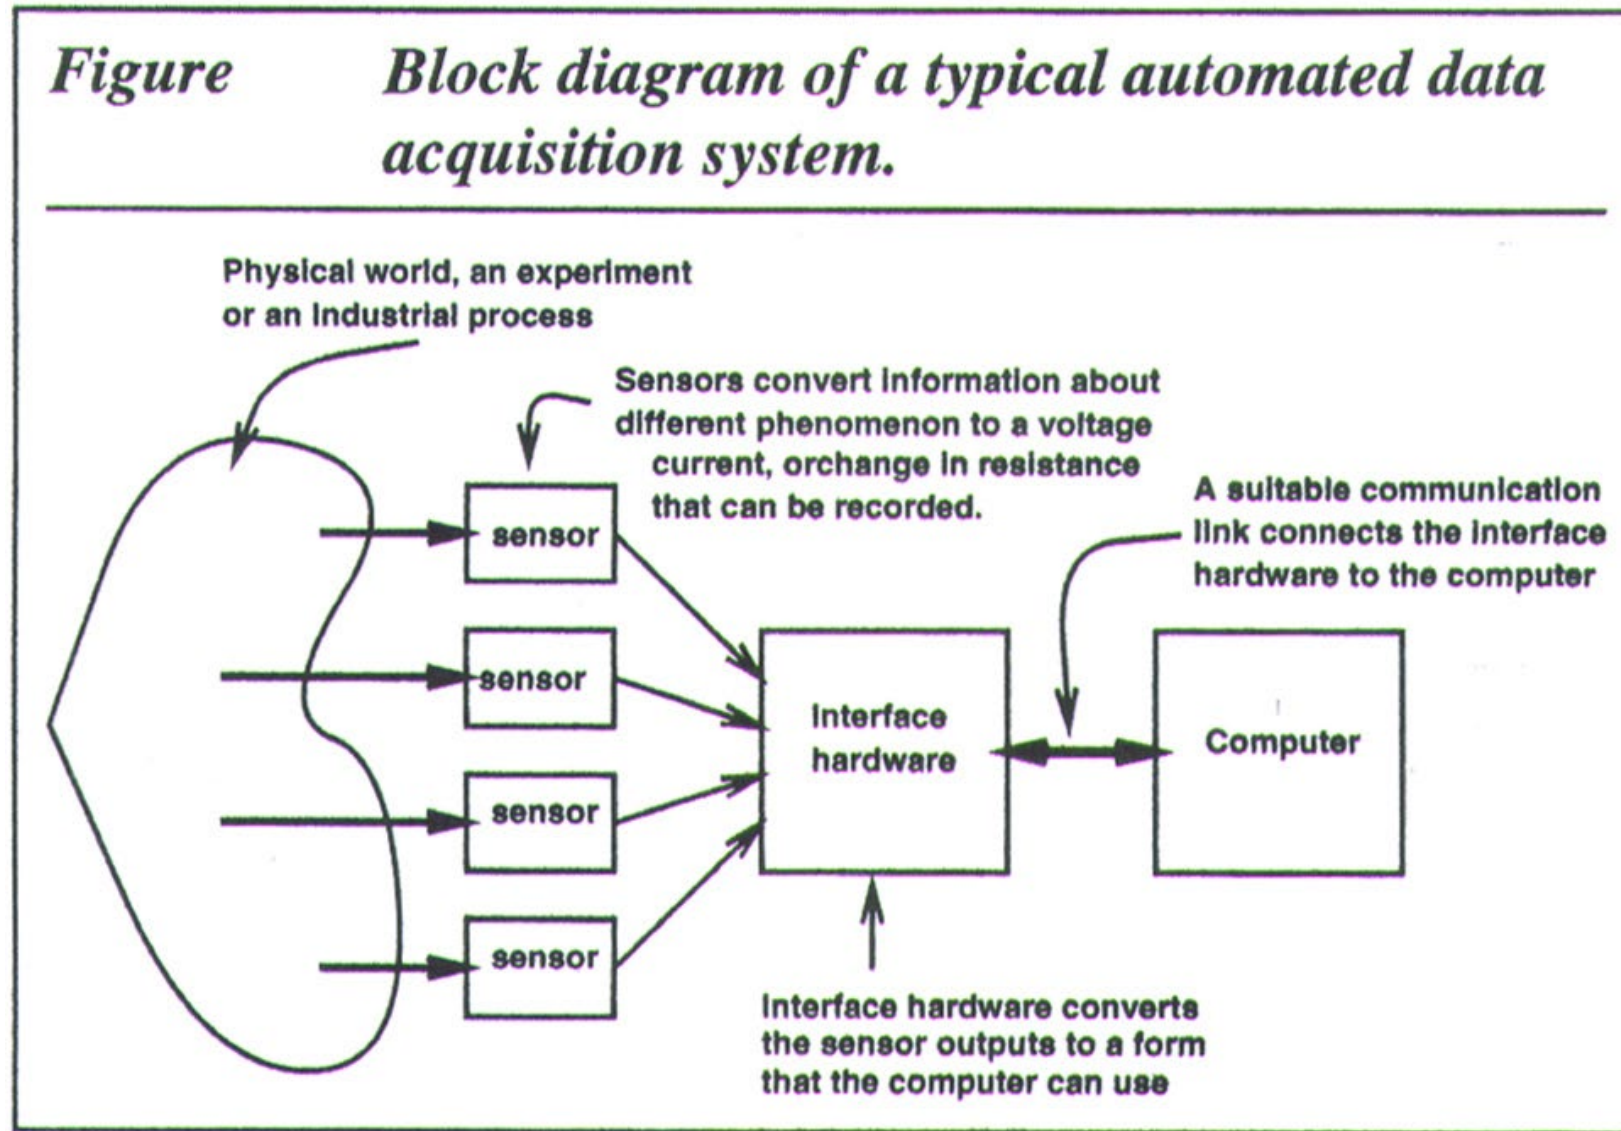 Figure Block diagram of a typical automated data
acquisition system.
Physical world, an experiment
or an industrial process
Sensors convert information about
different phenomenon to a voltage
current, orchange in resistance
that can be recorded.
A suitable communication
link connects the interface
hardware to the computer
sensor
sensor
sensor
sensor
Interface
hardware
Computer
Interface hardware converts
the sensor outputs to a form
that the computer can use